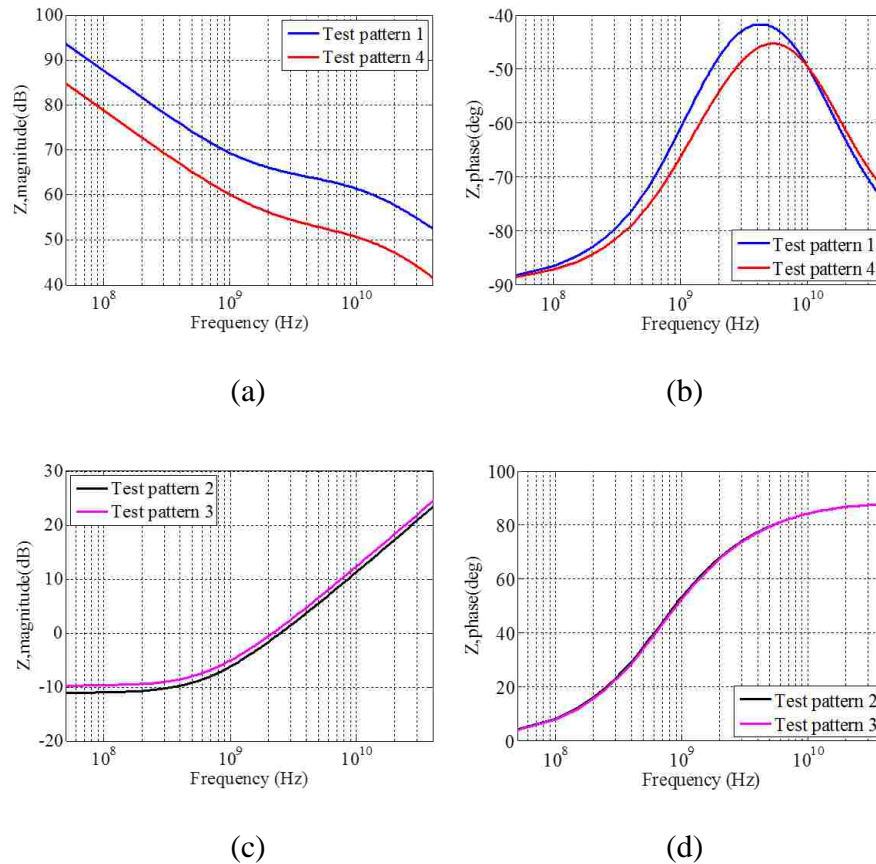 100
90
80
70
60
50
40
Z,magnitude(dB)
Test pattern 1
Test pattern 4
10^8
10^9
10^10
Frequency (Hz)
(a)
-40
-50
-60
-70
-80
-90
Z,phase(deg)
Test pattern 1
Test pattern 4
10^8
10^9
10^10
Frequency (Hz)
(b)
30
20
10
0
-10
-20
Z,magnitude(dB)
Test pattern 2
Test pattern 3
10^8
10^9
10^10
Frequency (Hz)
(c)
100
80
60
40
20
0
Z,phase(deg)
Test pattern 2
Test pattern 3
10^8
10^9
10^10
Frequency (Hz)
(d)